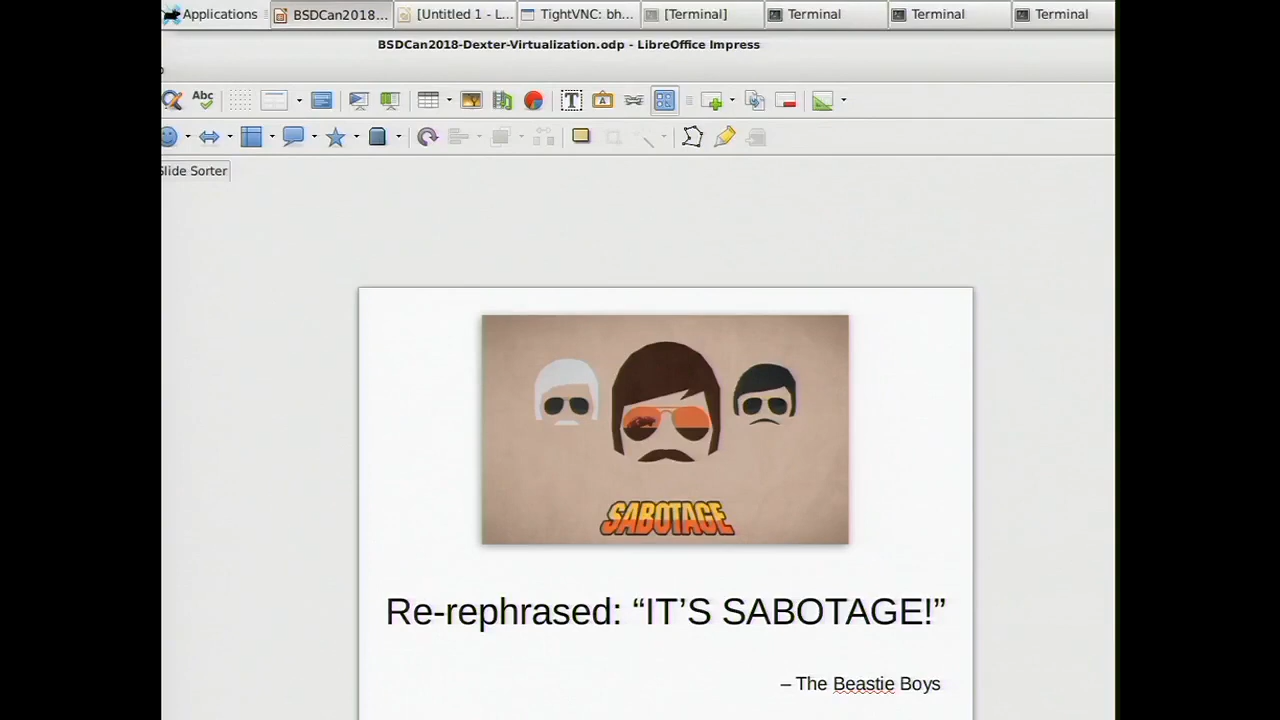 Applications
BSDCan2018...
[Untitled 1 - L...
TightVNC: bh...
[Terminal]
Terminal
Terminal
Terminal
BSDCan2018-Dexter-Virtualization.odp - LibreOffice Impress
Abc
T
A
Slide Sorter
SABOTAGE
Re-rephrased: “IT’S SABOTAGE!”
– The Beastie Boys